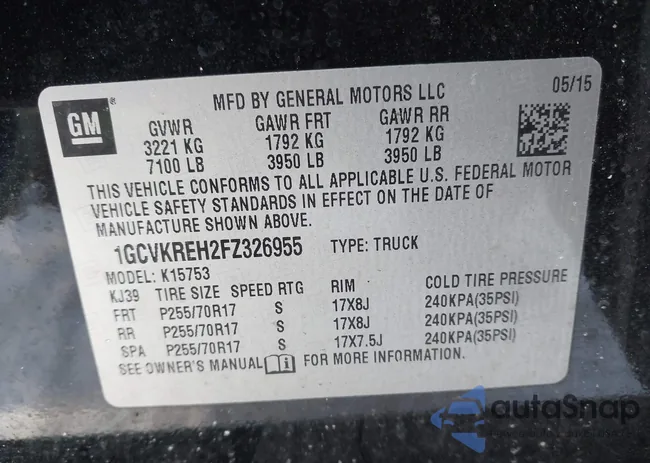 GM
MFD BY GENERAL MOTORS LLC 05/15
GVWR GAWR FRT GAWR RR
3221 KG 1792 KG 1792 KG
7100 LB 3950 LB 3950 LB
THIS VEHICLE CONFORMS TO ALL APPLICABLE U.S. FEDERAL MOTOR
VEHICLE SAFETY STANDARDS IN EFFECT ON THE DATE OF
MANUFACTURE SHOWN ABOVE.
1GCVKREH2FZ326955 TYPE: TRUCK
MODEL: K15753
KJ39 TIRE SIZE SPEED RTG RIM COLD TIRE PRESSURE
FRT P255/70R17 S 17X8J 240KPA(35PSI)
RR P255/70R17 S 17X8J 240KPA(35PSI)
SPA P255/70R17 S 17X7.5J 240KPA(35PSI)
SEE OWNER'S MANUAL i FOR MORE INFORMATION.
autoSnap